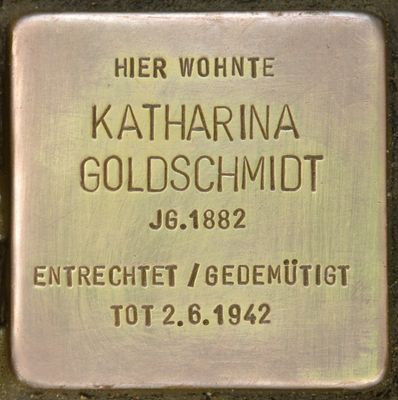 HIER WOHNTE
KATHARINA
GOLDSCHMIDT
JG.1882
ENTRECHTET / GEDEMÜTIGT
TOT 2.6.1942